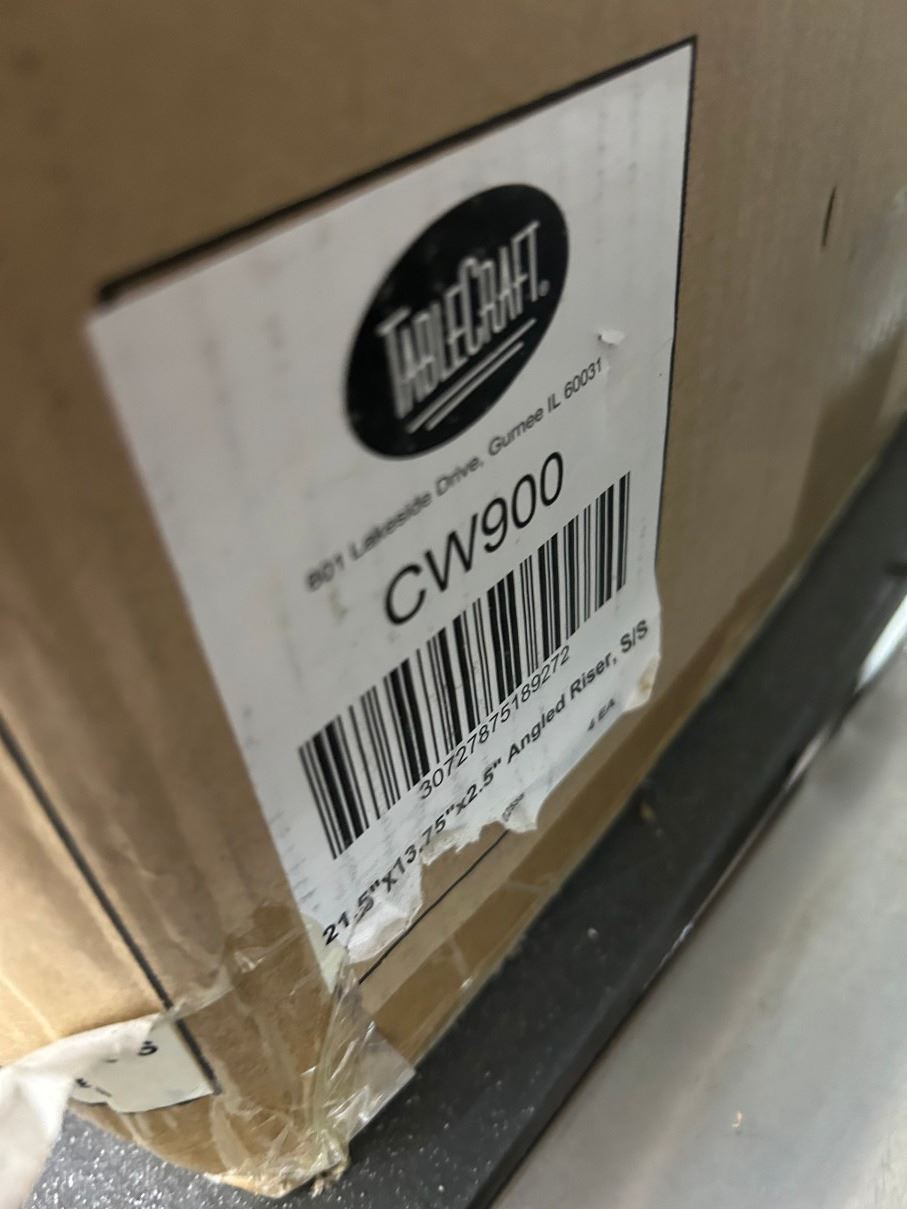 TABLECRAFT®
801 Lakeside Drive, Gurnee IL 60031
CW900
30727875189272
21.5"x13.75"x2.5" Angled Riser, S/S
4 EA